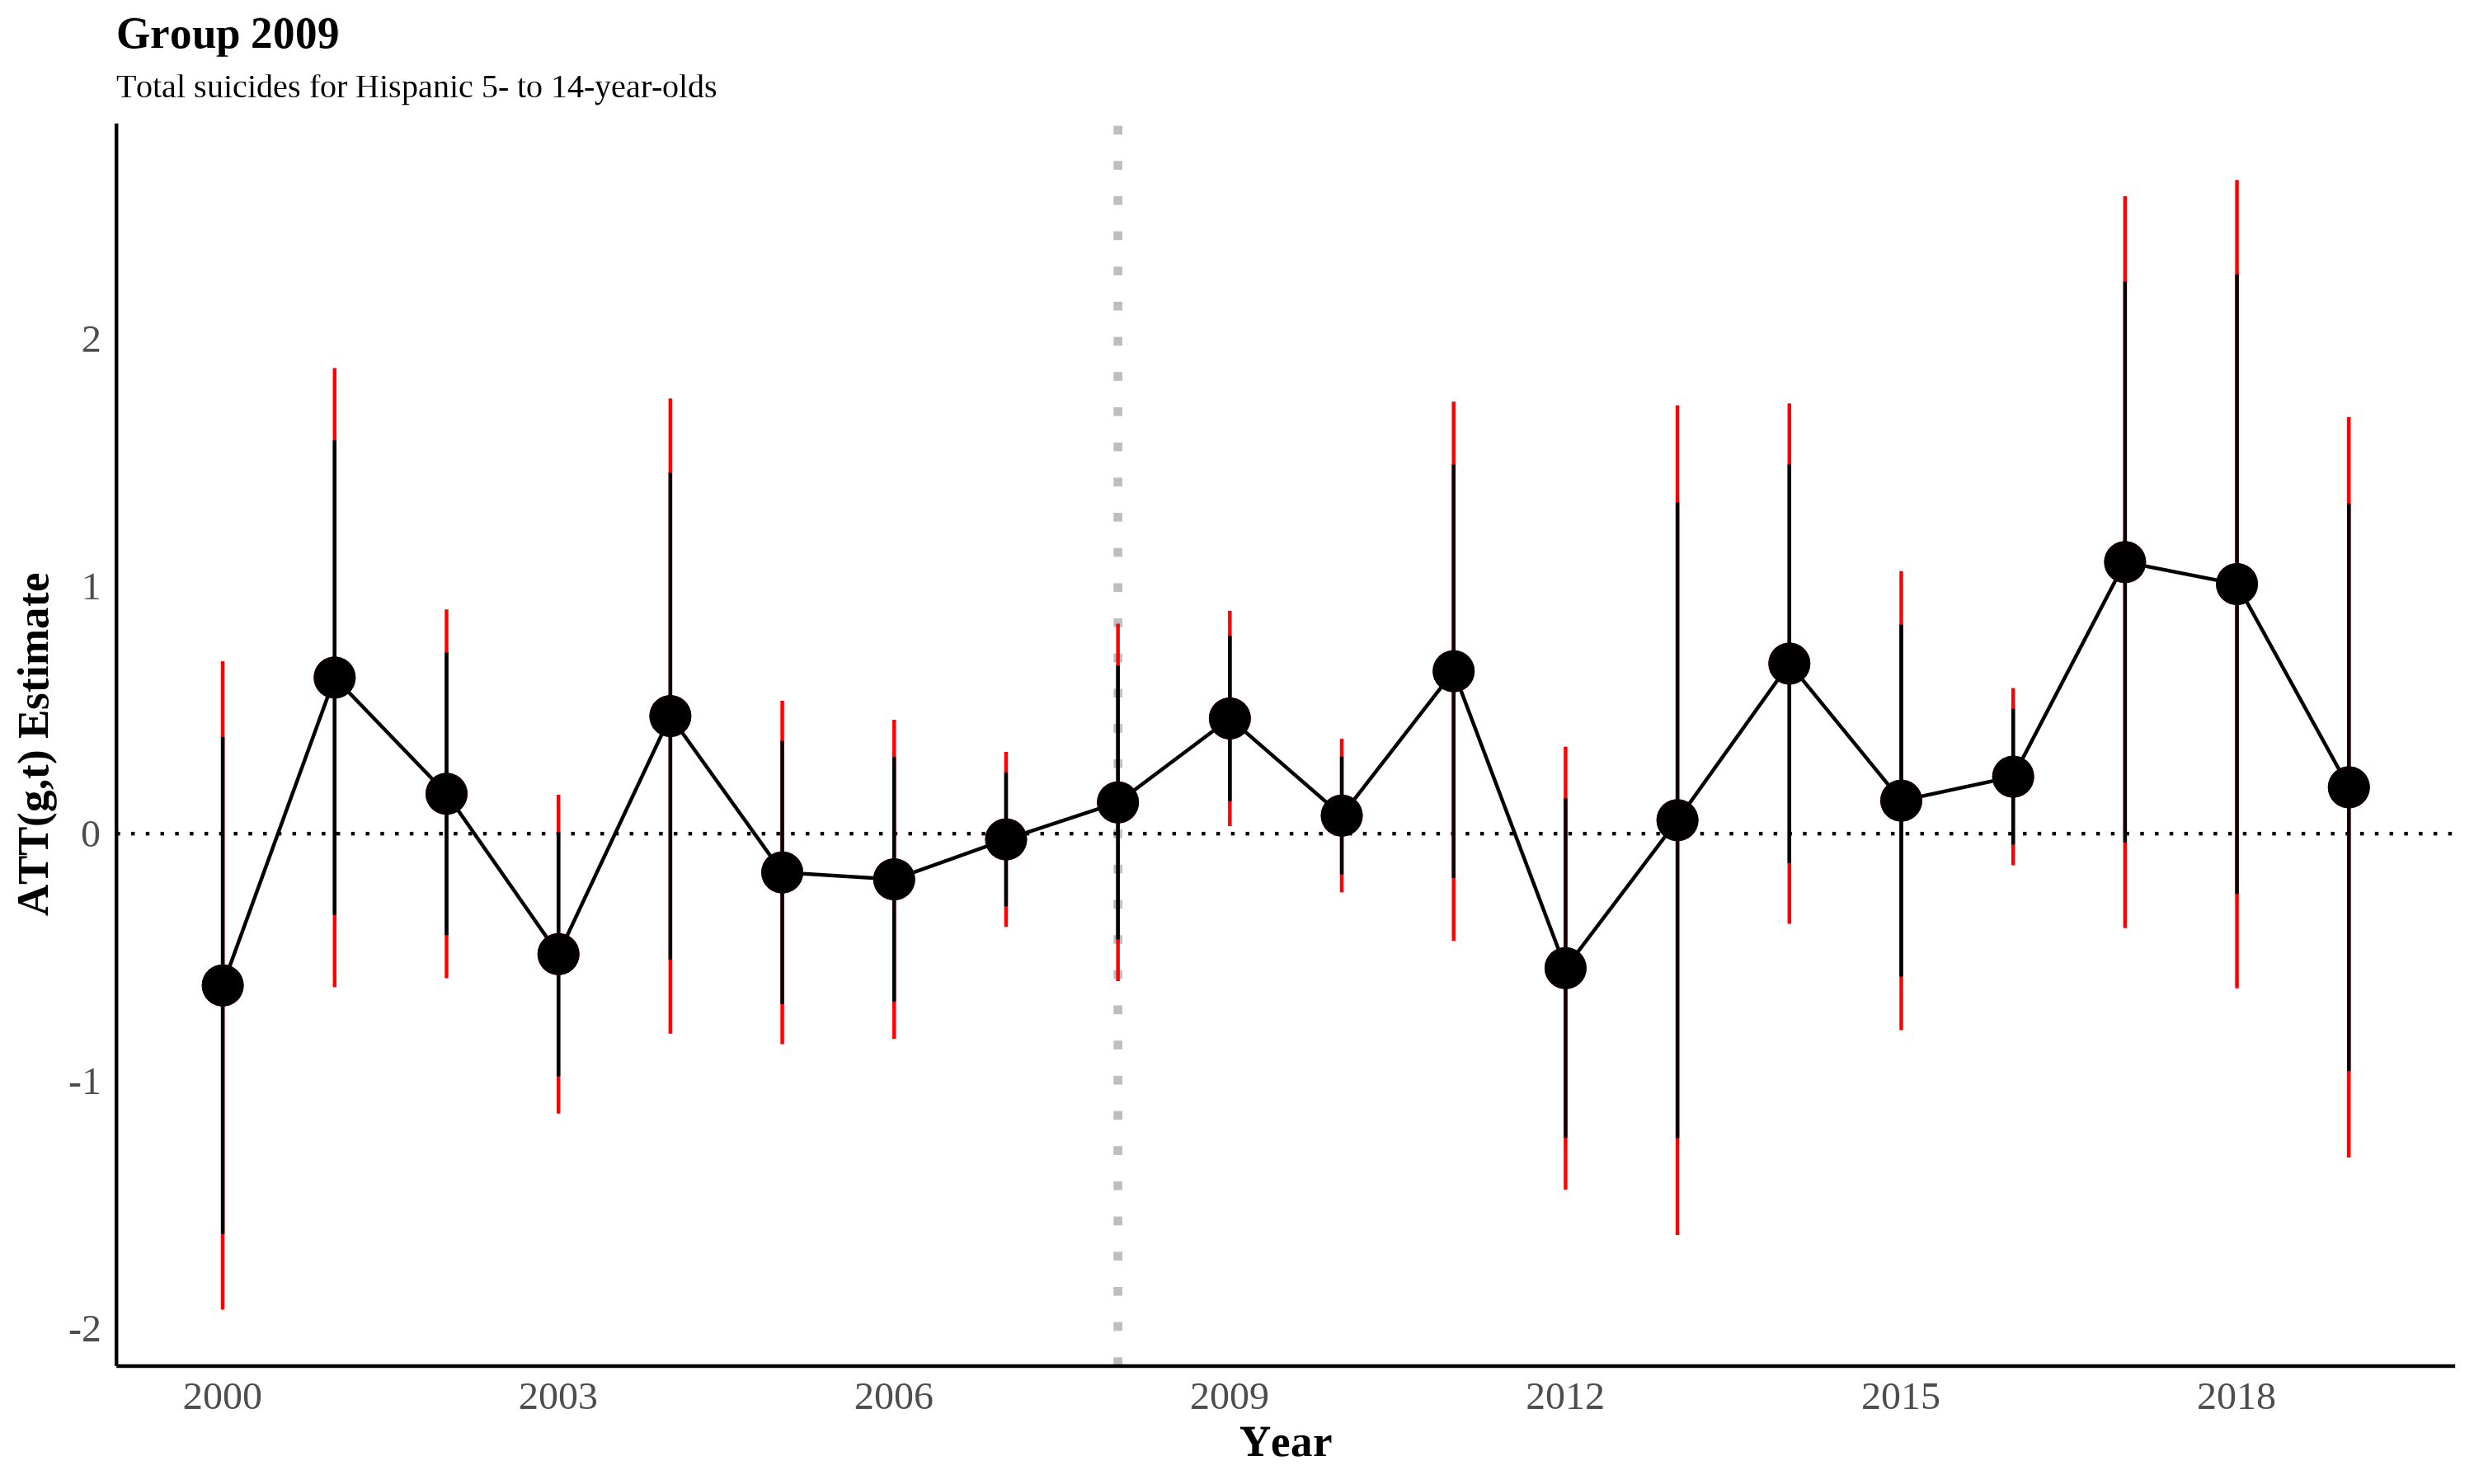 Group 2009
Total suicides for Hispanic 5- to 14-year-olds
ATT(g,t) Estimate
2
1
0
-1
-2
2000 2003 2006 2009 2012 2015 2018
Year